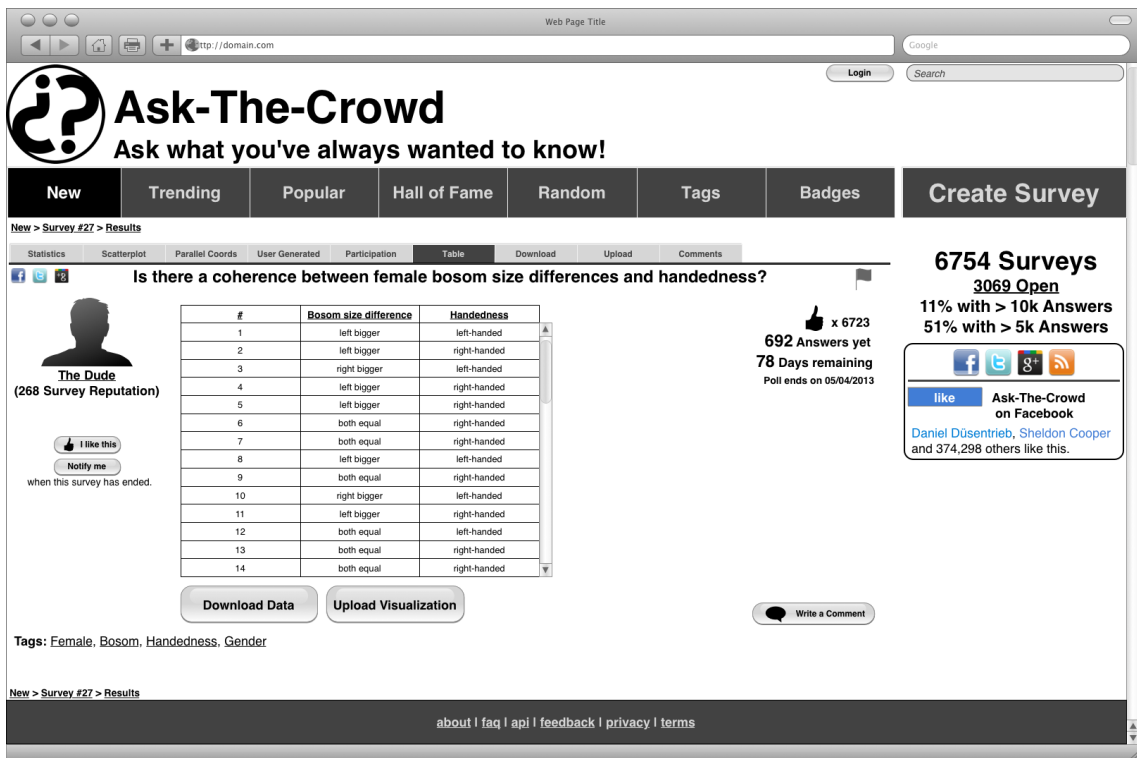 Web Page Title
ttp://domain.com
Google
Login
Search
¿?
Ask-The-Crowd
Ask what you've always wanted to know!
New Trending Popular Hall of Fame Random Tags Badges Create Survey
New > Survey #27 > Results
Statistics Scatterplot Parallel Coords User Generated Participation Table Download Upload Comments
Is there a coherence between female bosom size differences and handedness?
The Dude
(268 Survey Reputation)
I like this
Notify me
when this survey has ended.
# Bosom size difference Handedness
1 left bigger left-handed
2 left bigger right-handed
3 right bigger left-handed
4 left bigger right-handed
5 left bigger right-handed
6 both equal right-handed
7 both equal right-handed
8 left bigger left-handed
9 both equal right-handed
10 right bigger left-handed
11 left bigger right-handed
12 both equal left-handed
13 both equal right-handed
14 both equal right-handed
Download Data Upload Visualization
x 6723
692 Answers yet
78 Days remaining
Poll ends on 05/04/2013
Write a Comment
Tags: Female, Bosom, Handedness, Gender
6754 Surveys
3069 Open
11% with > 10k Answers
51% with > 5k Answers
like Ask-The-Crowd
on Facebook
Daniel Düsentrieb, Sheldon Cooper
and 374,298 others like this.
New > Survey #27 > Results
about I faq I api I feedback I privacy I terms